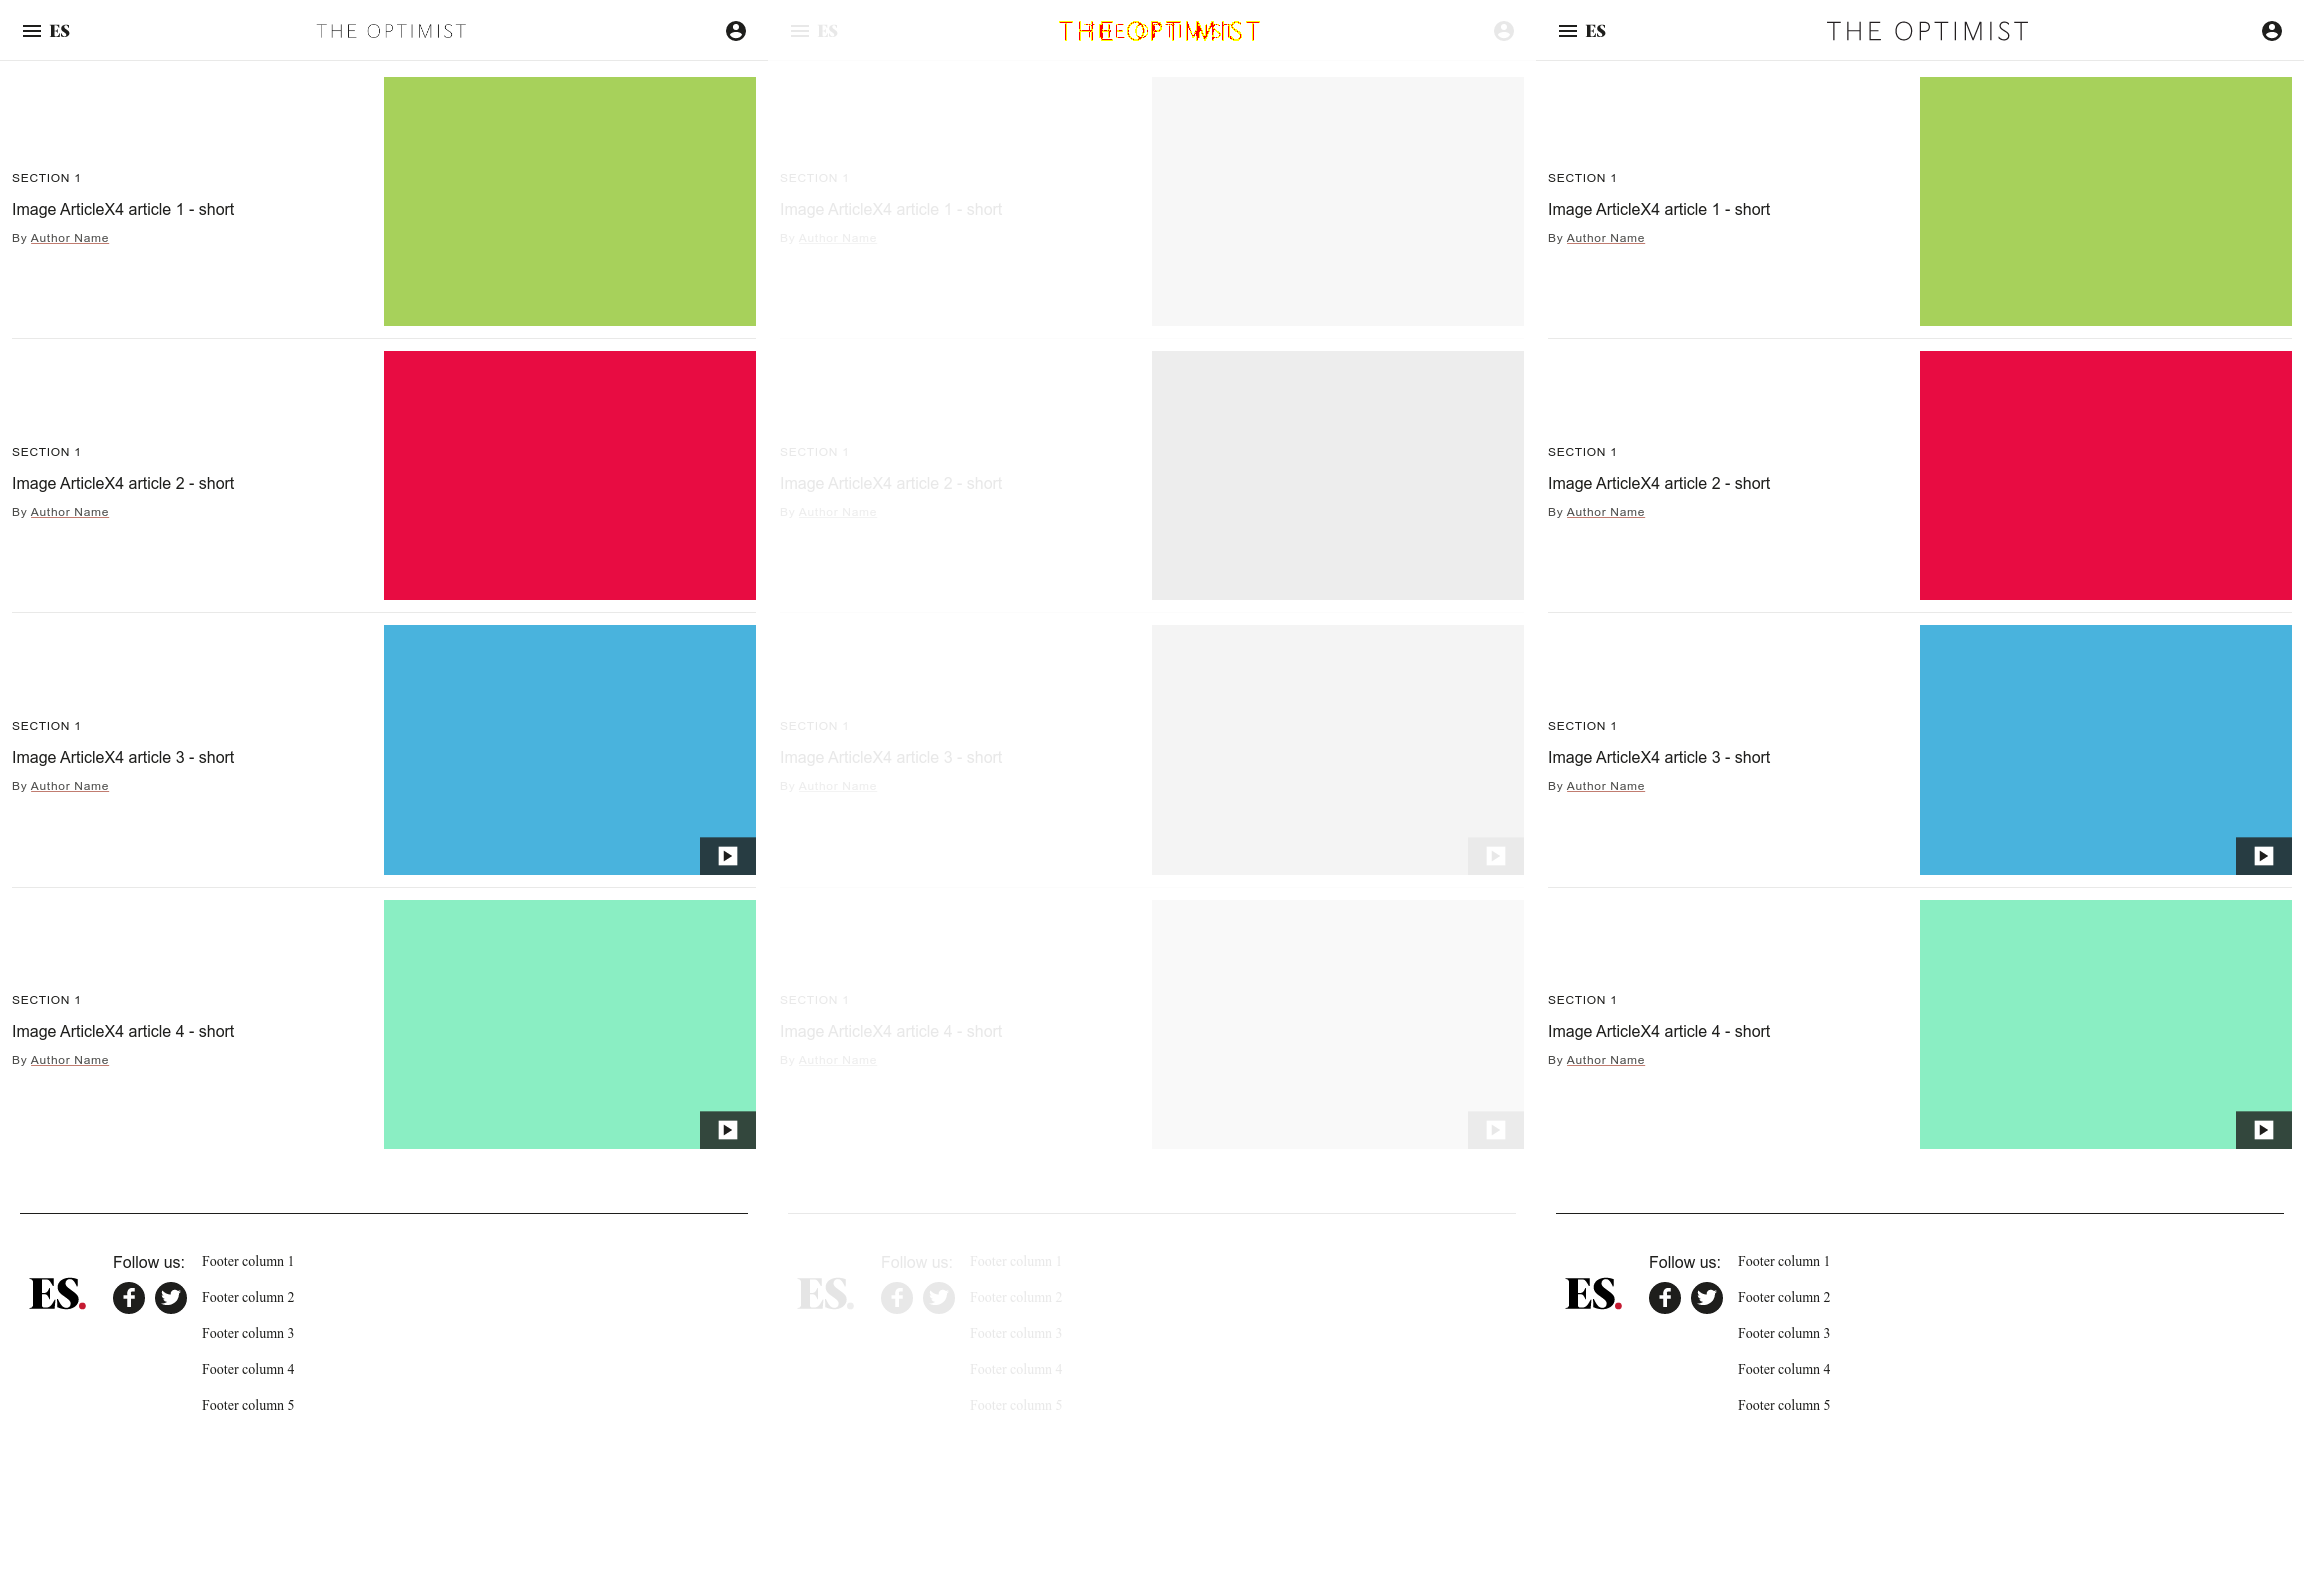 ES THE OPTIMIST
SECTION 1
Image ArticleX4 article 1 - short
By Author Name
SECTION 1
Image ArticleX4 article 2 - short
By Author Name
SECTION 1
Image ArticleX4 article 3 - short
By Author Name
SECTION 1
Image ArticleX4 article 4 - short
By Author Name
ES.
Follow us:
Footer column 1
Footer column 2
Footer column 3
Footer column 4
Footer column 5
ES THE OPTIMIST
SECTION 1
Image ArticleX4 article 1 - short
By Author Name
SECTION 1
Image ArticleX4 article 2 - short
By Author Name
SECTION 1
Image ArticleX4 article 3 - short
By Author Name
SECTION 1
Image ArticleX4 article 4 - short
By Author Name
ES.
Follow us:
Footer column 1
Footer column 2
Footer column 3
Footer column 4
Footer column 5
ES THE OPTIMIST
SECTION 1
Image ArticleX4 article 1 - short
By Author Name
SECTION 1
Image ArticleX4 article 2 - short
By Author Name
SECTION 1
Image ArticleX4 article 3 - short
By Author Name
SECTION 1
Image ArticleX4 article 4 - short
By Author Name
ES.
Follow us:
Footer column 1
Footer column 2
Footer column 3
Footer column 4
Footer column 5